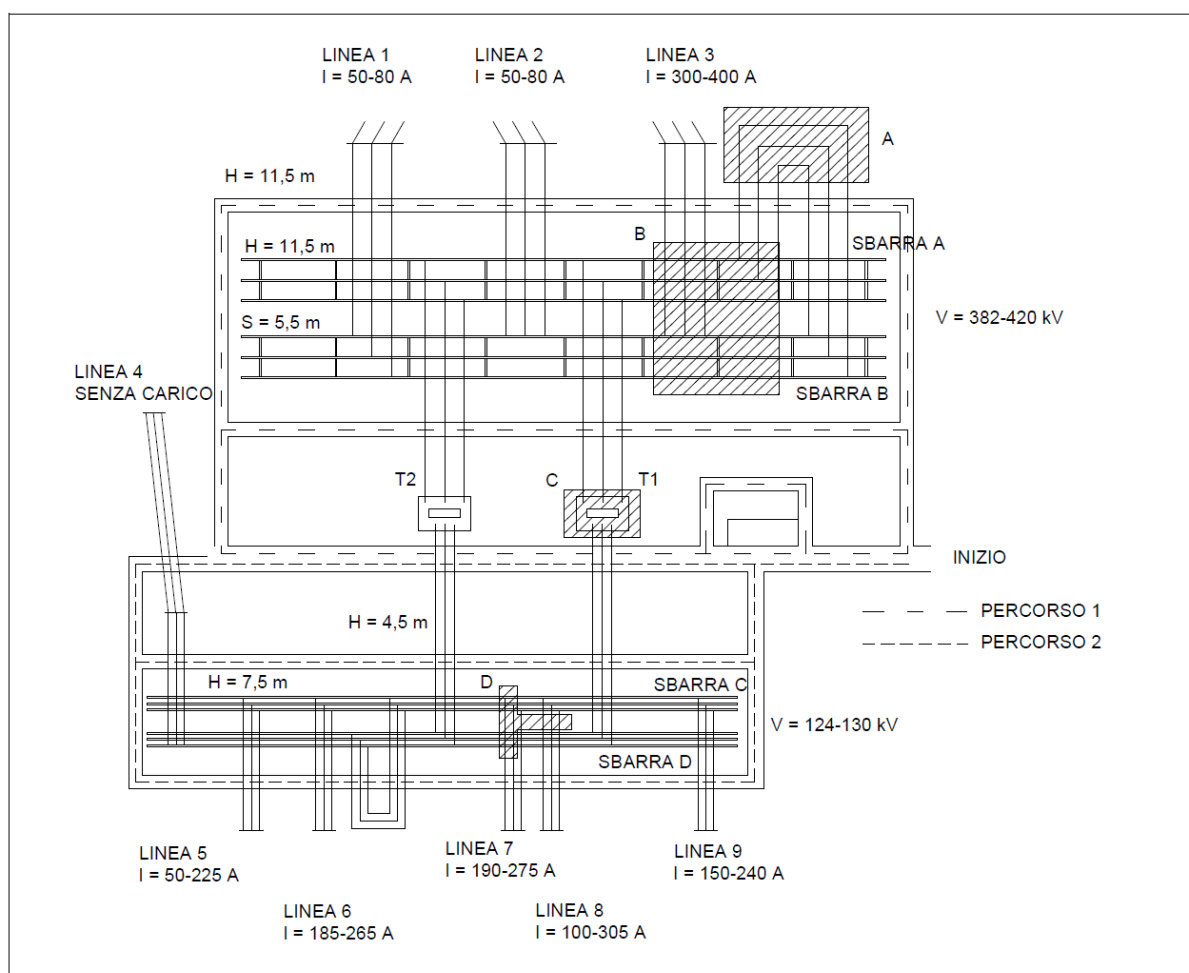 LINEA 1
I = 50-80 A
LINEA 2
I = 50-80 A
LINEA 3
I = 300-400 A
A
H = 11,5 m
B
H = 11,5 m
SBARRA A
S = 5,5 m
V = 382-420 kV
LINEA 4
SENZA CARICO
SBARRA B
T2
C
T1
INIZIO
PERCORSO 1
H = 4,5 m
PERCORSO 2
H = 7,5 m
D
SBARRA C
V = 124-130 kV
SBARRA D
LINEA 5
I = 50-225 A
LINEA 7
I = 190-275 A
LINEA 9
I = 150-240 A
LINEA 6
I = 185-265 A
LINEA 8
I = 100-305 A